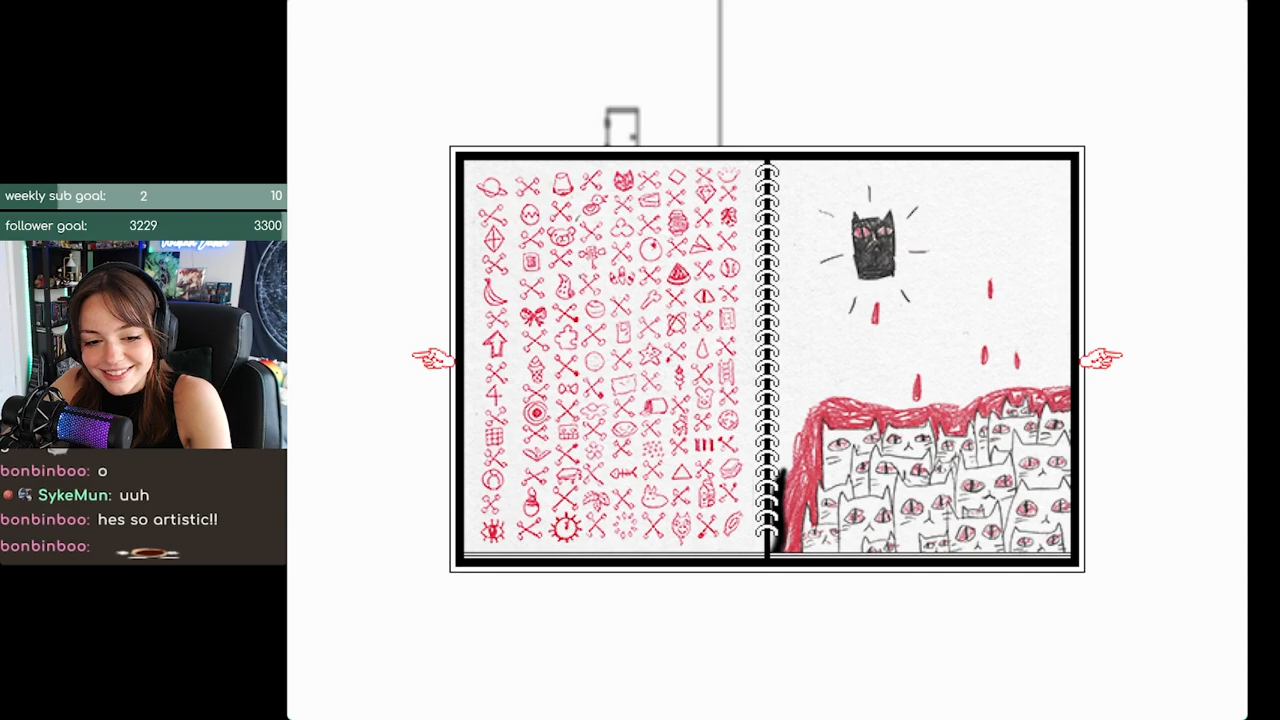 weekly sub goal: 2 10
follower goal: 3229 3300
bonbinboo: o
SykeMun: uuh
bonbinboo: hes so artistic!!
bonbinboo: